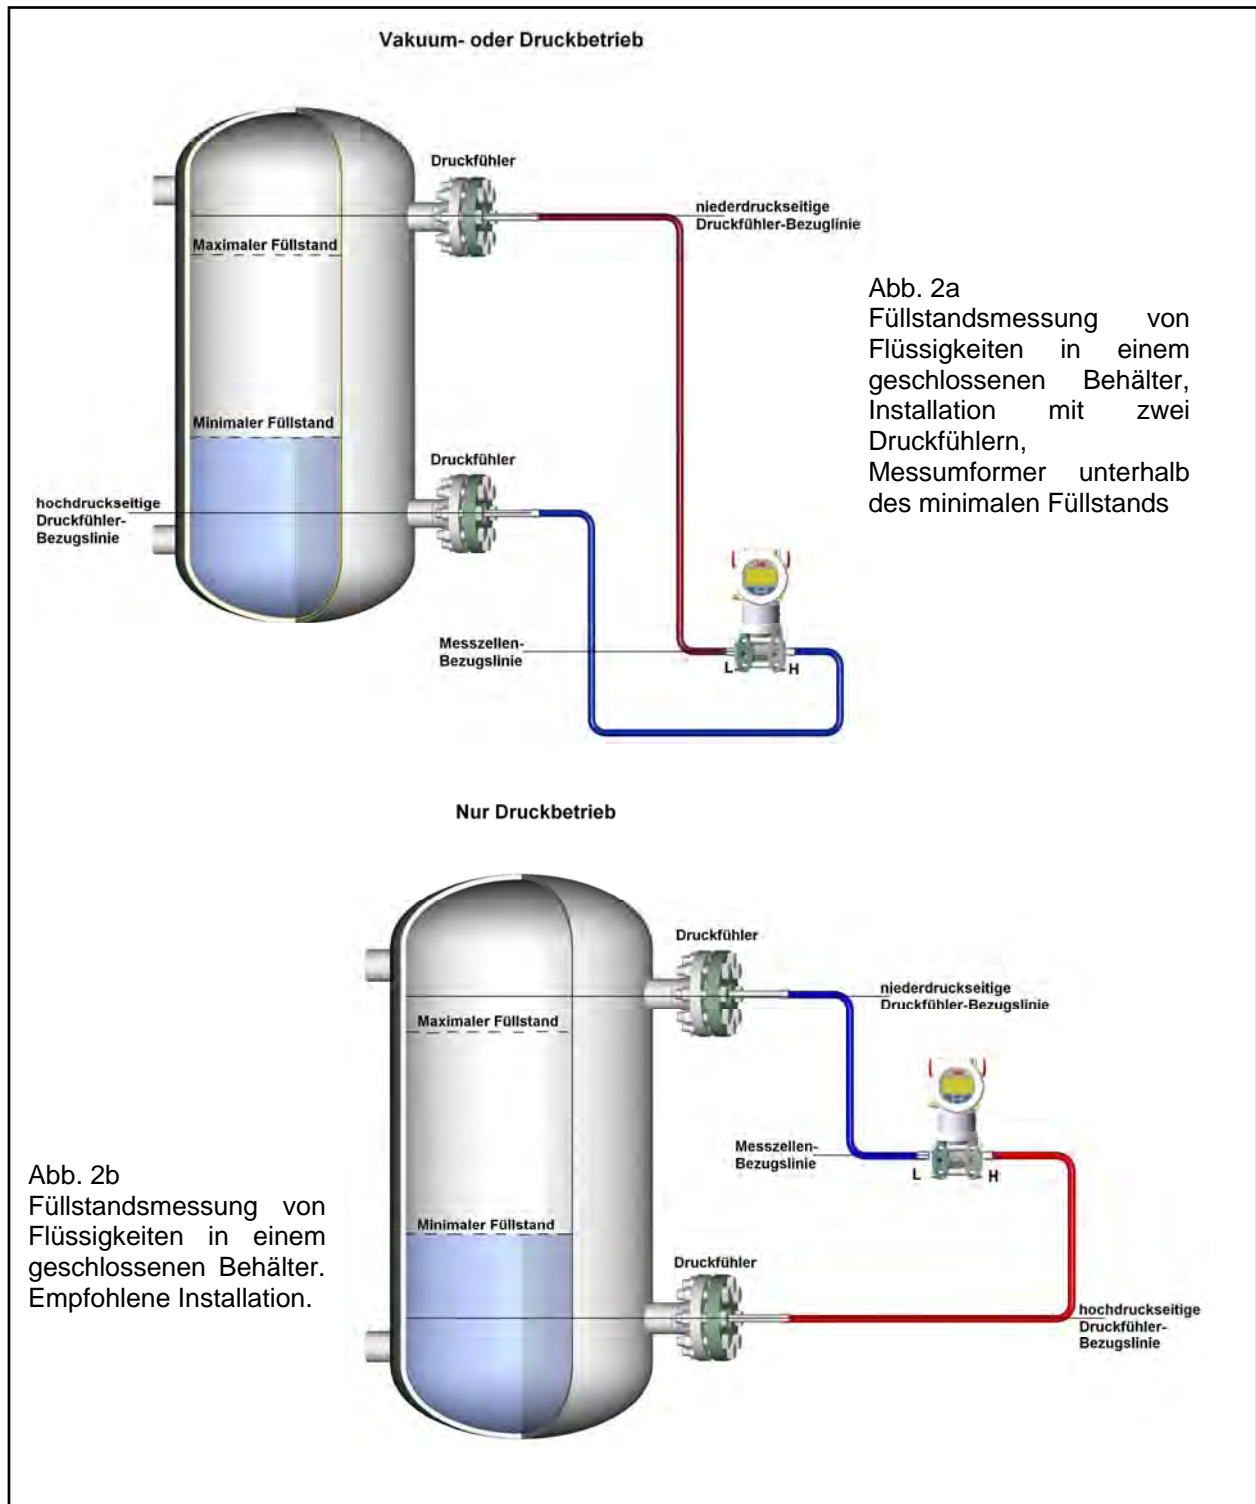 Vakuum- oder Druckbetrieb
Druckfühler
niederdruckseitige
Druckfühler-Bezuglinie
Maximaler Füllstand
Abb. 2a
Füllstandsmessung von
Flüssigkeiten in einem
geschlossenen Behälter,
Installation mit zwei
Druckfühlern,
Messumformer unterhalb
des minimalen Füllstands
Minimaler Füllstand
Druckfühler
hochdruckseitige
Druckfühler-
Bezugslinie
Messzellen-
Bezugslinie
L H
Nur Druckbetrieb
Druckfühler
niederdruckseitige
Druckfühler-Bezugslinie
Maximaler Füllstand
Messzellen-
Bezugslinie
L H
Abb. 2b
Füllstandsmessung von
Flüssigkeiten in einem
geschlossenen Behälter.
Empfohlene Installation.
Minimaler Füllstand
Druckfühler
hochdruckseitige
Druckfühler-
Bezugslinie